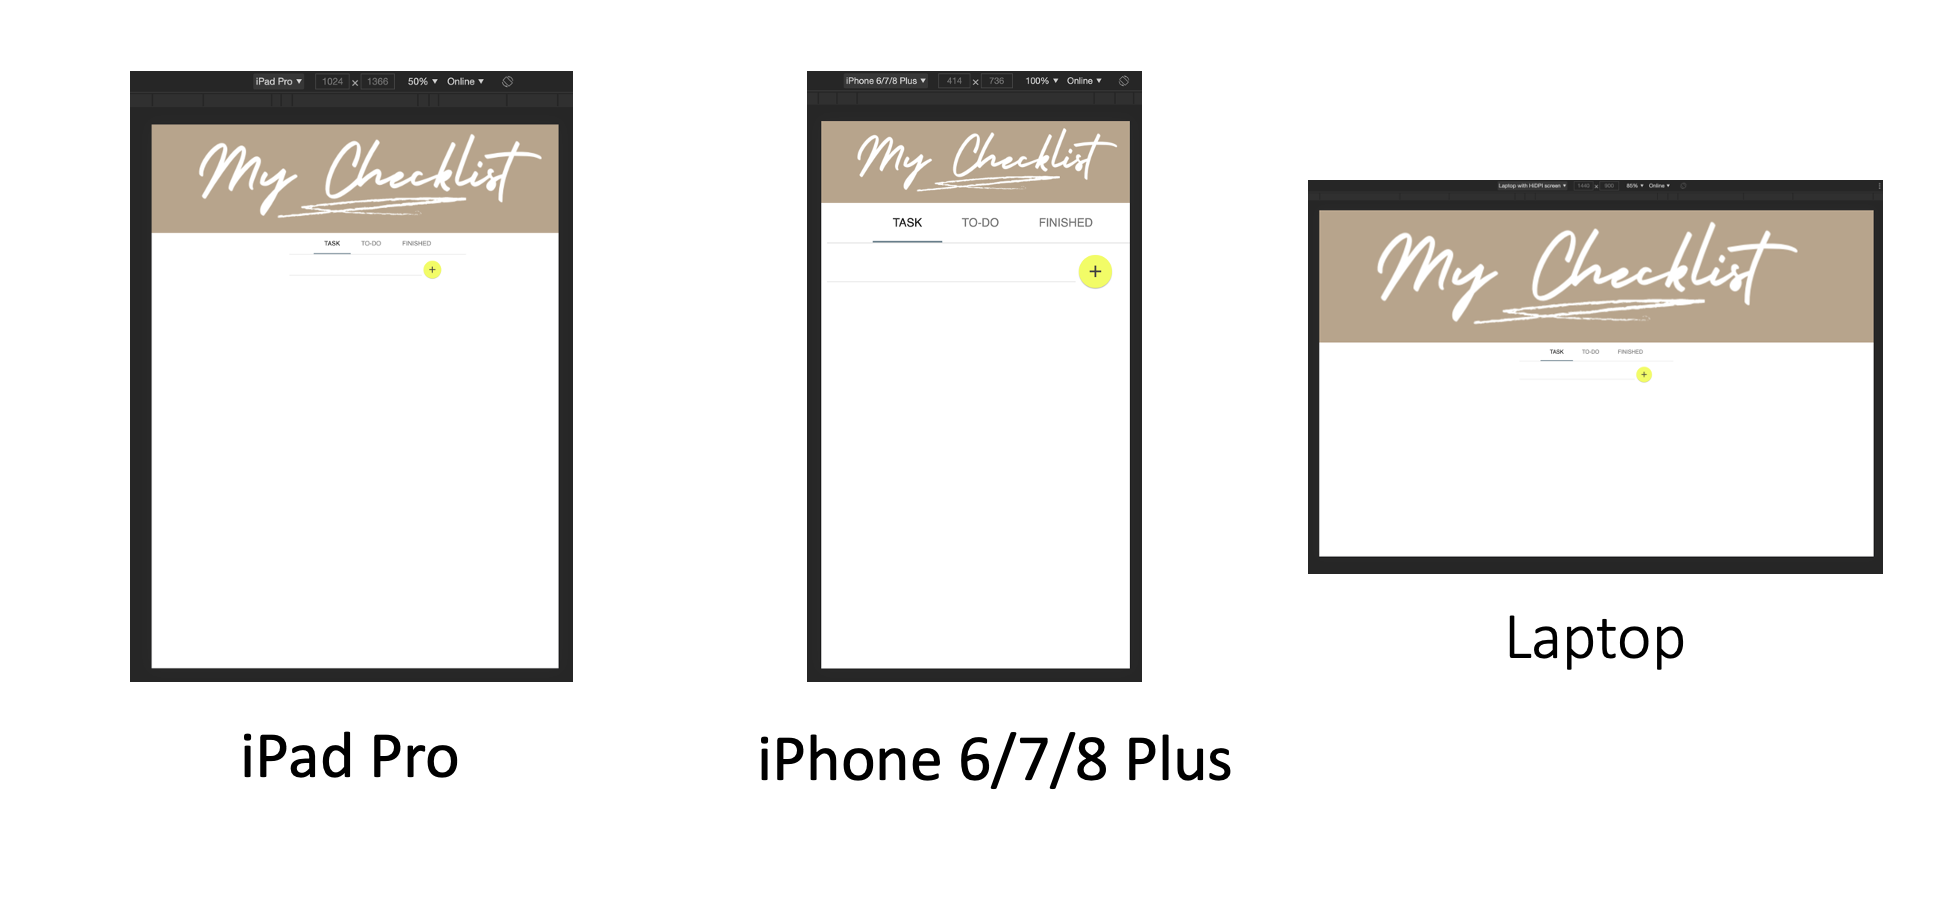 iPad Pro ▼ 1024 × 1366 50% ▼ Online ▼
My Checklist
TASK TO-DO FINISHED
+
iPad Pro
iPhone 6/7/8 Plus ▼ 414 × 736 100% ▼ Online ▼
My Checklist
TASK TO-DO FINISHED
+
iPhone 6/7/8 Plus
Laptop with HiDPI screen ▼ 1440 × 900 85% ▼ Online ▼
My Checklist
TASK TO-DO FINISHED
+
Laptop